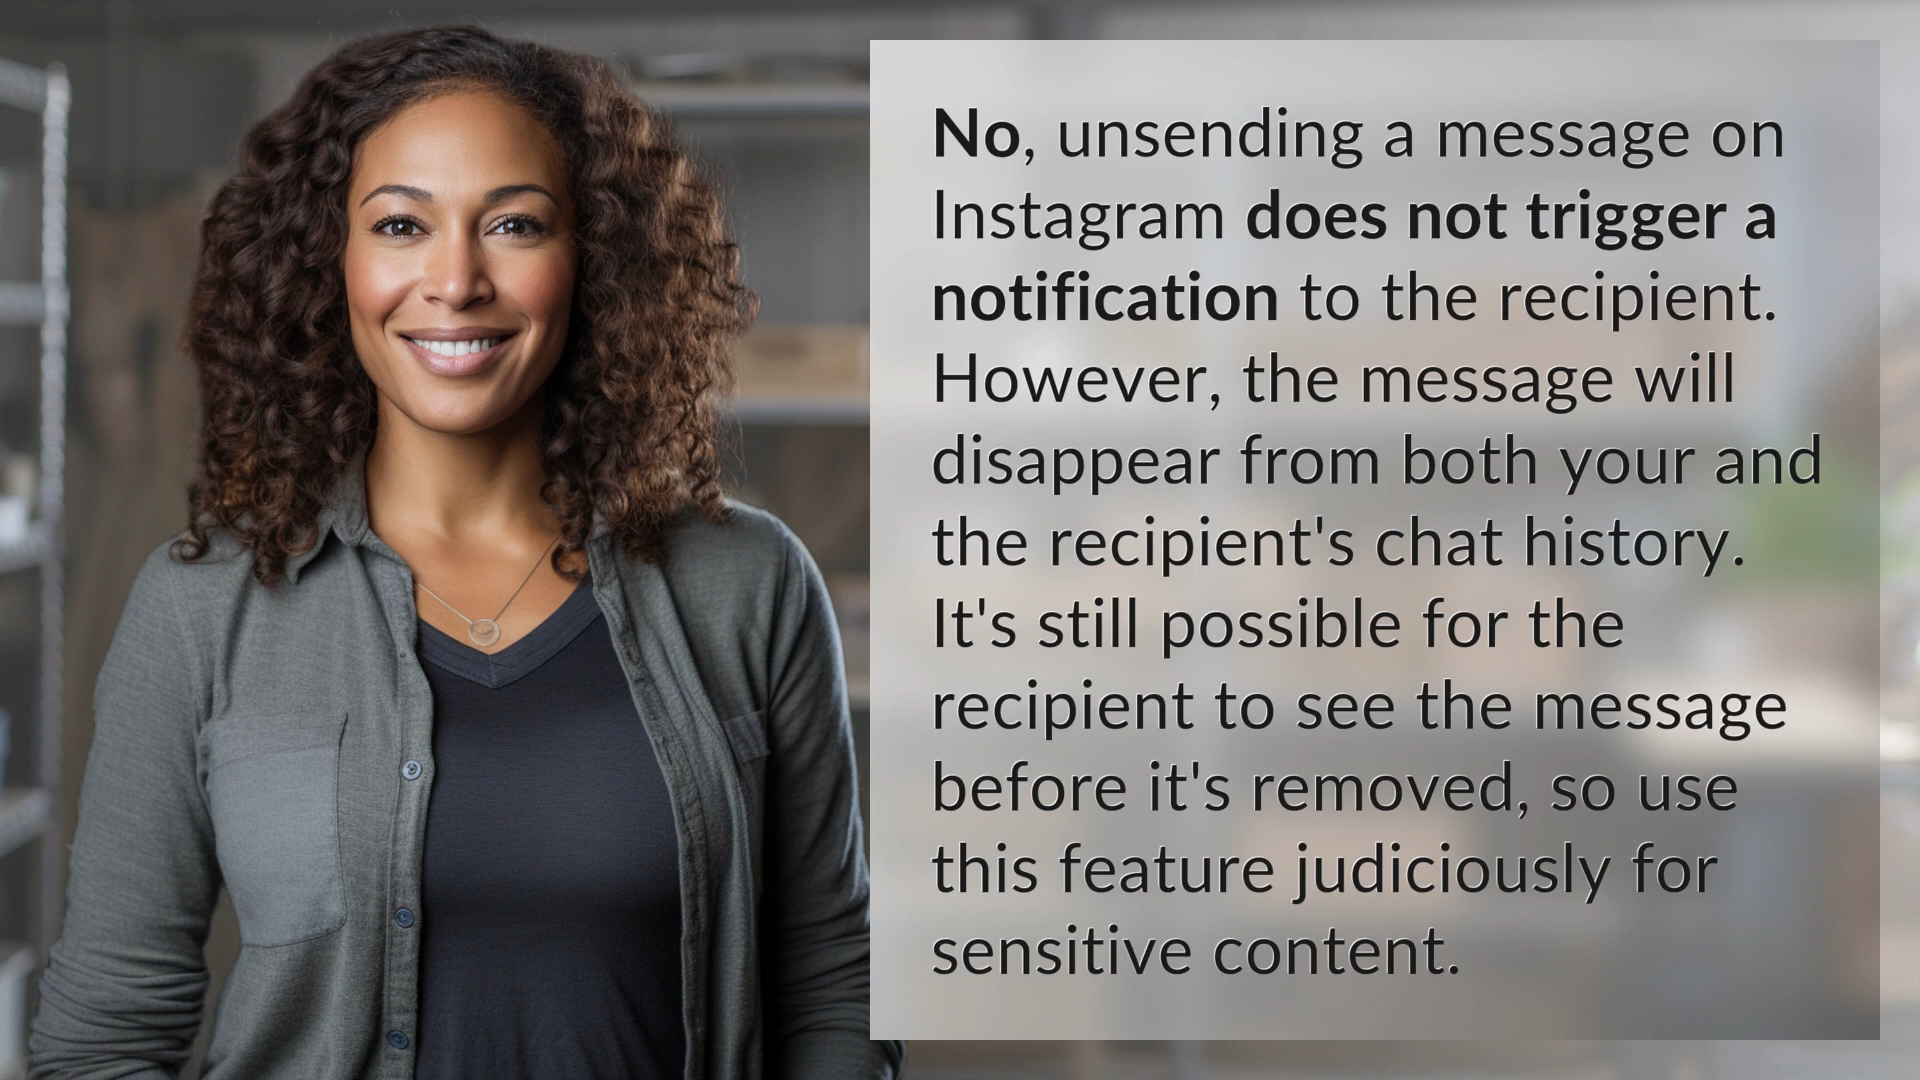 No, unsending a message on
Instagram does not trigger a
notification to the recipient.
However, the message will
disappear from both your and
the recipient's chat history.
It's still possible for the
recipient to see the message
before it's removed, so use
this feature judiciously for
sensitive content.